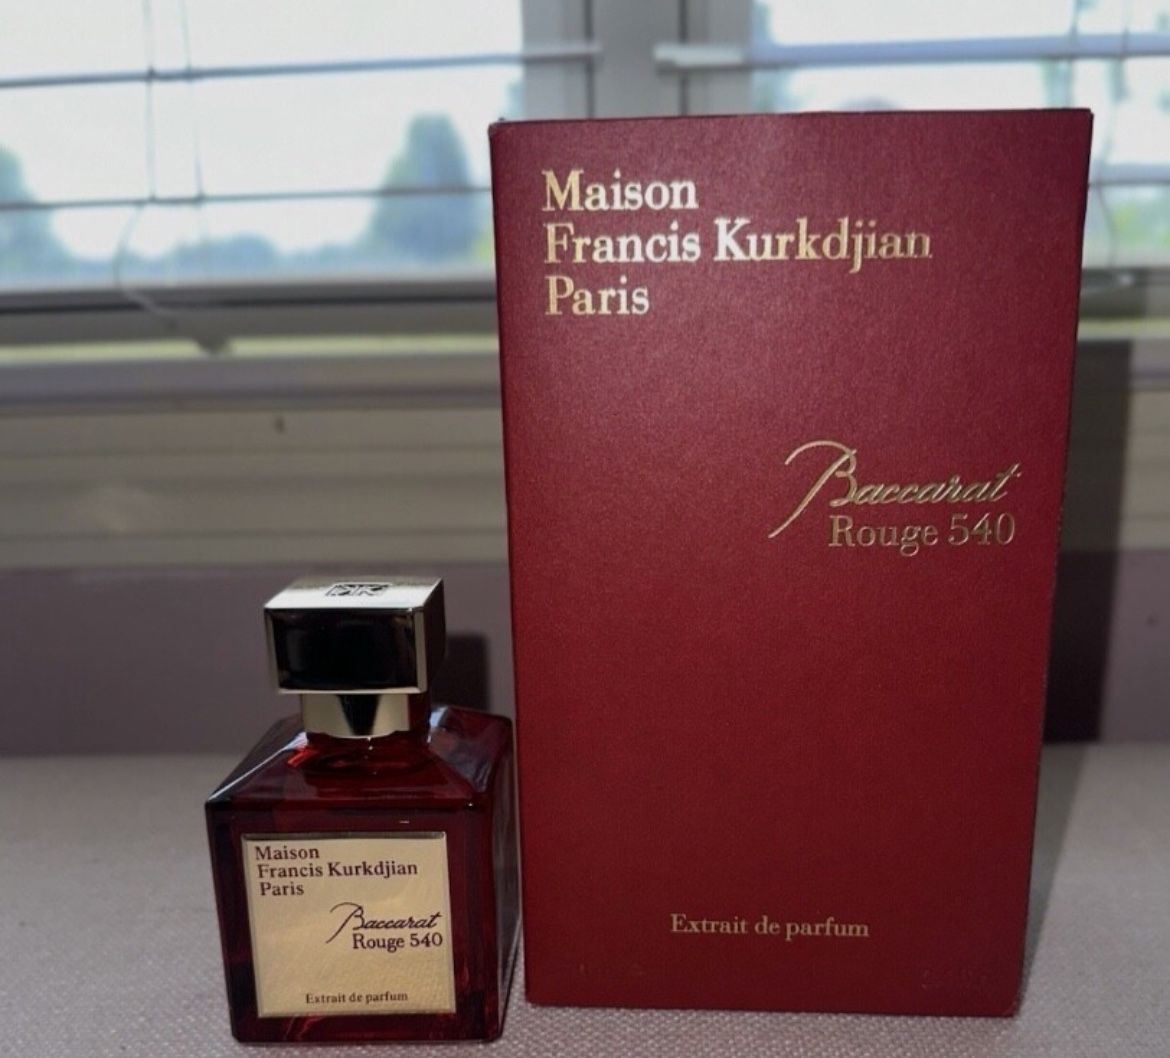 Maison
Francis Kurkdjian
Paris
Baccarat
Rouge 540
Extrait de parfum
Maison
Francis Kurkdjian
Paris
Baccarat
Rouge 540
Extrait de parfum